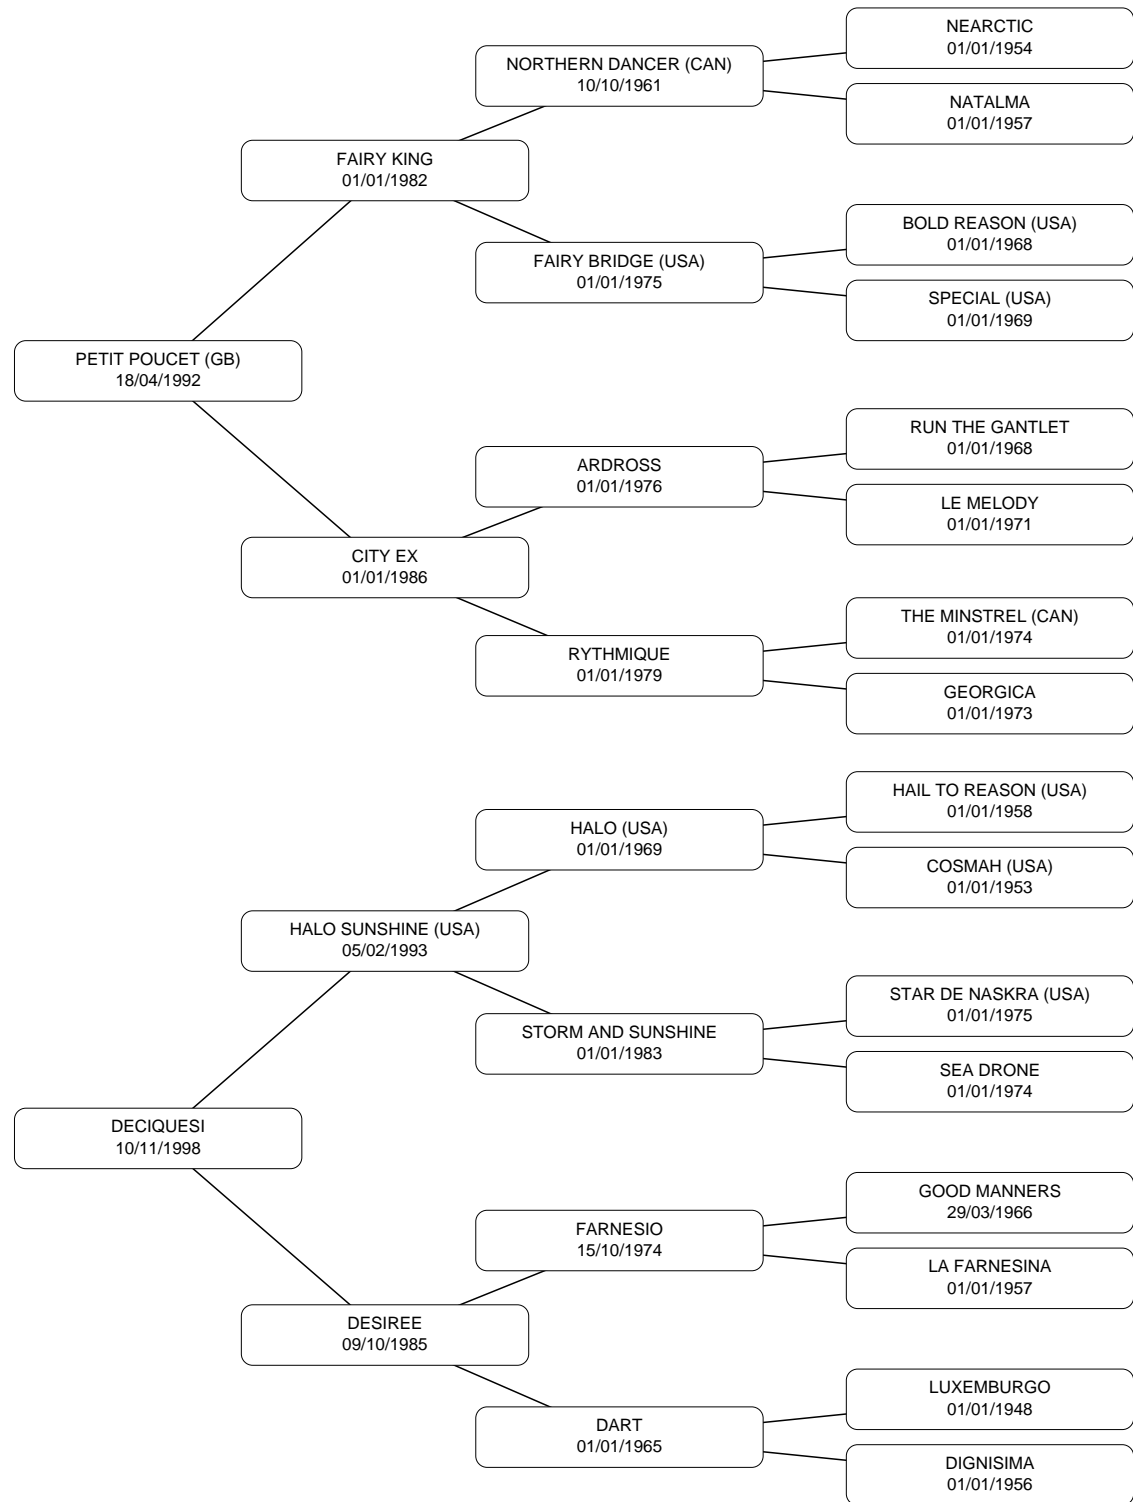 NEARCTIC
01/01/1954
NORTHERN DANCER (CAN)
10/10/1961
NATALMA
01/01/1957
FAIRY KING
01/01/1982
BOLD REASON (USA)
01/01/1968
FAIRY BRIDGE (USA)
01/01/1975
SPECIAL (USA)
01/01/1969
PETIT POUCET (GB)
18/04/1992
RUN THE GANTLET
01/01/1968
ARDROSS
01/01/1976
LE MELODY
01/01/1971
CITY EX
01/01/1986
THE MINSTREL (CAN)
01/01/1974
RYTHMIQUE
01/01/1979
GEORGICA
01/01/1973
HAIL TO REASON (USA)
01/01/1958
HALO (USA)
01/01/1969
COSMAH (USA)
01/01/1953
HALO SUNSHINE (USA)
05/02/1993
STAR DE NASKRA (USA)
01/01/1975
STORM AND SUNSHINE
01/01/1983
SEA DRONE
01/01/1974
DECIQUESI
10/11/1998
GOOD MANNERS
29/03/1966
FARNESIO
15/10/1974
LA FARNESINA
01/01/1957
DESIREE
09/10/1985
LUXEMBURGO
01/01/1948
DART
01/01/1965
DIGNISIMA
01/01/1956